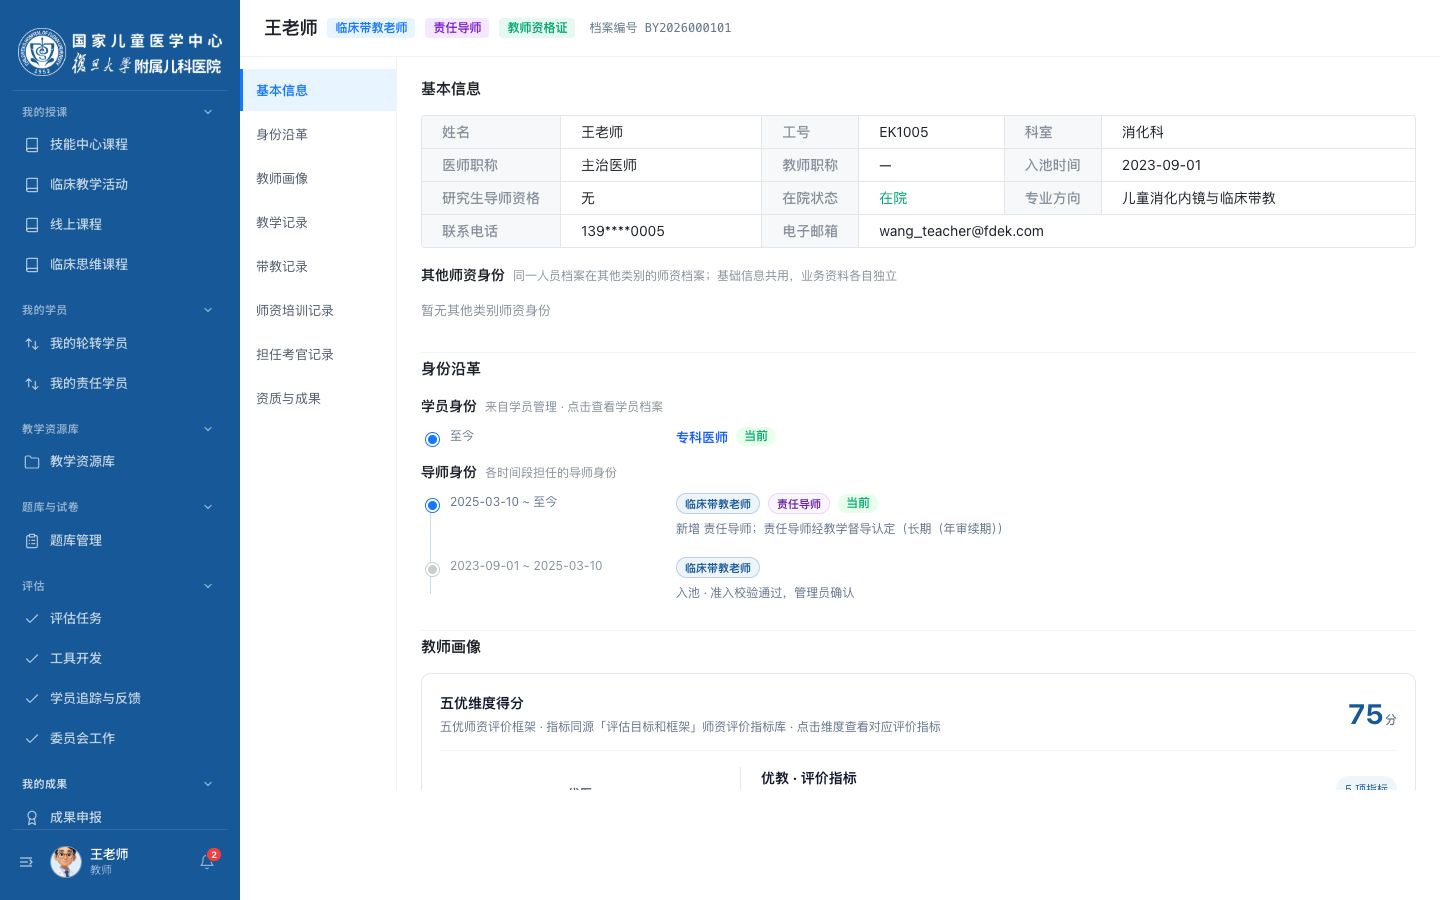 国家儿童医学中心
復旦大学附属儿科医院
1952
我的授课
技能中心课程
临床教学活动
线上课程
临床思维课程
我的学员
我的轮转学员
我的责任学员
教学资源库
教学资源库
题库与试卷
题库管理
评估
评估任务
工具开发
学员追踪与反馈
委员会工作
我的成果
成果申报
王老师
教师
2
王老师 临床带教老师 责任导师 教师资格证 档案编号 BY2026000101
基本信息
身份沿革
教师画像
教学记录
带教记录
师资培训记录
担任考官记录
资质与成果
基本信息
姓名 王老师 工号 EK1005 科室 消化科
医师职称 主治医师 教师职称 — 入池时间 2023-09-01
研究生导师资格 无 在院状态 在院 专业方向 儿童消化内镜与临床带教
联系电话 139****0005 电子邮箱 wang_teacher@fdek.com
其他师资身份 同一人员档案在其他类别的师资档案；基础信息共用，业务资料各自独立
暂无其他类别师资身份
身份沿革
学员身份 来自学员管理 · 点击查看学员档案
至今 专科医师 当前
导师身份 各时间段担任的导师身份
2025-03-10 ~ 至今 临床带教老师 责任导师 当前
新增 责任导师；责任导师经教学督导认定（长期（年审续期））
2023-09-01 ~ 2025-03-10 临床带教老师
入池 · 准入校验通过，管理员确认
教师画像
五优维度得分
五优师资评价框架 · 指标同源「评估目标和框架」师资评价指标库 · 点击维度查看对应评价指标
75分
优教 · 评价指标
5 项指标